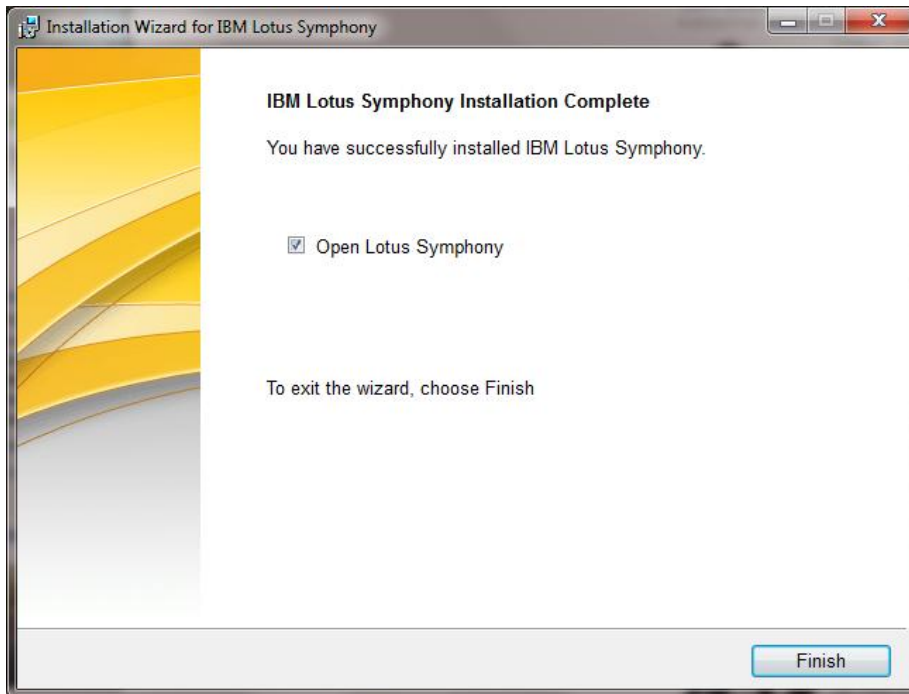 Installation Wizard for IBM Lotus Symphony
IBM Lotus Symphony Installation Complete
You have successfully installed IBM Lotus Symphony.
Open Lotus Symphony
To exit the wizard, choose Finish
Finish